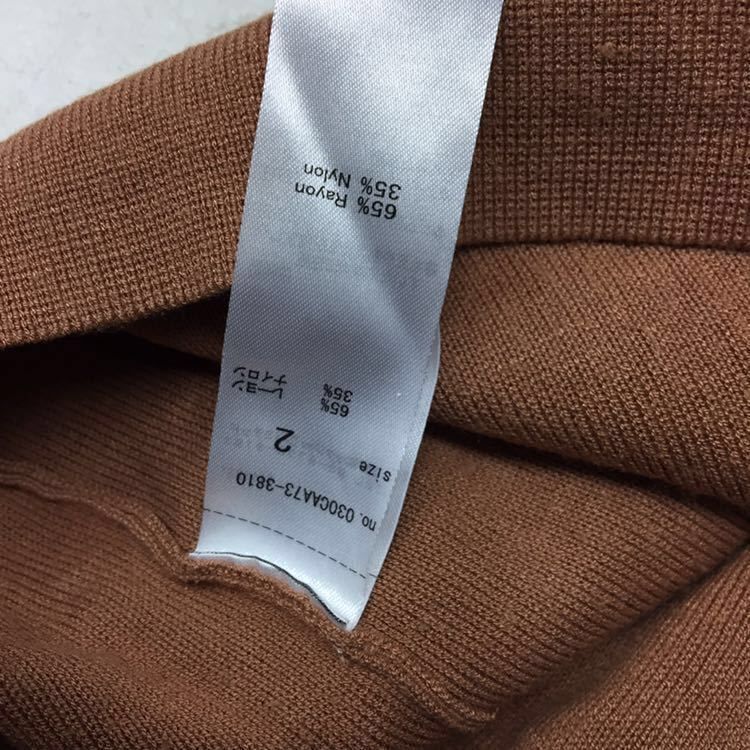 no. 030CAA73-3810
size 2
65% レーヨン
35% ナイロン
65% Rayon
35% Nylon